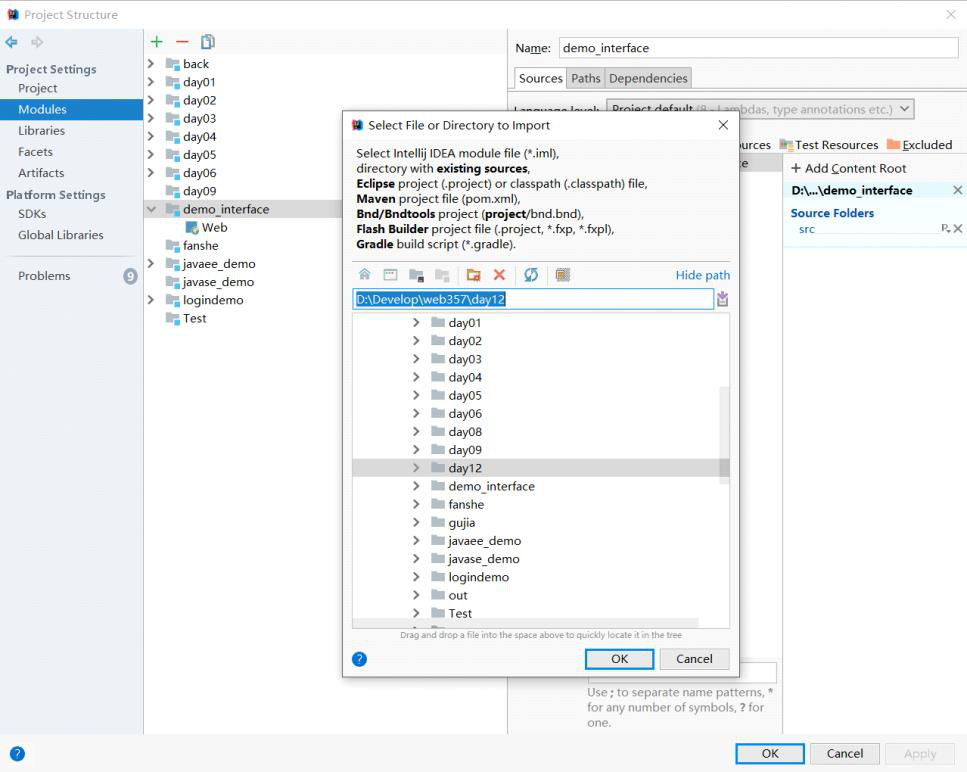 Project Structure
Project Settings
Project
Modules
Libraries
Facets
Artifacts
Platform Settings
SDKs
Global Libraries
Problems 9
back
day01
day02
day03
day04
day05
day06
day09
demo_interface
Web
fanshe
javaee_demo
javase_demo
logindemo
Test
Name: demo_interface
Sources Paths Dependencies
Language level: Project default (8 - Lambdas, type annotations etc.)
Test Resources Excluded
+ Add Content Root
D:\...\demo_interface
Source Folders
src
Select File or Directory to Import
Select Intellij IDEA module file (*.iml),
directory with existing sources,
Eclipse project (.project) or classpath (.classpath) file,
Maven project file (pom.xml),
Bnd/Bndtools project (project/bnd.bnd),
Flash Builder project file (.project, *.fxp, *.fxpl),
Gradle build script (*.gradle).
Hide path
D:\Develop\web357\day12
day01
day02
day03
day04
day05
day06
day08
day09
day12
demo_interface
fanshe
gujia
javaee_demo
javase_demo
logindemo
out
Test
Drag and drop a file into the space above to quickly locate it in the tree
? OK Cancel
Use ; to separate name patterns, *
for any number of symbols, ? for
one.
? OK Cancel Apply